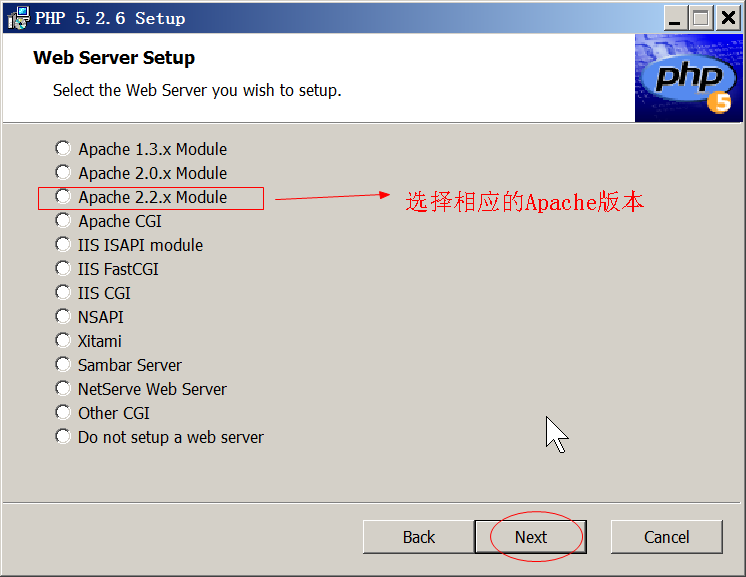 PHP 5.2.6 Setup
Web Server Setup
Select the Web Server you wish to setup.
php
5
Apache 1.3.x Module
Apache 2.0.x Module
Apache 2.2.x Module
选择相应的Apache版本
Apache CGI
IIS ISAPI module
IIS FastCGI
IIS CGI
NSAPI
Xitami
Sambar Server
NetServe Web Server
Other CGI
Do not setup a web server
Back
Next
Cancel